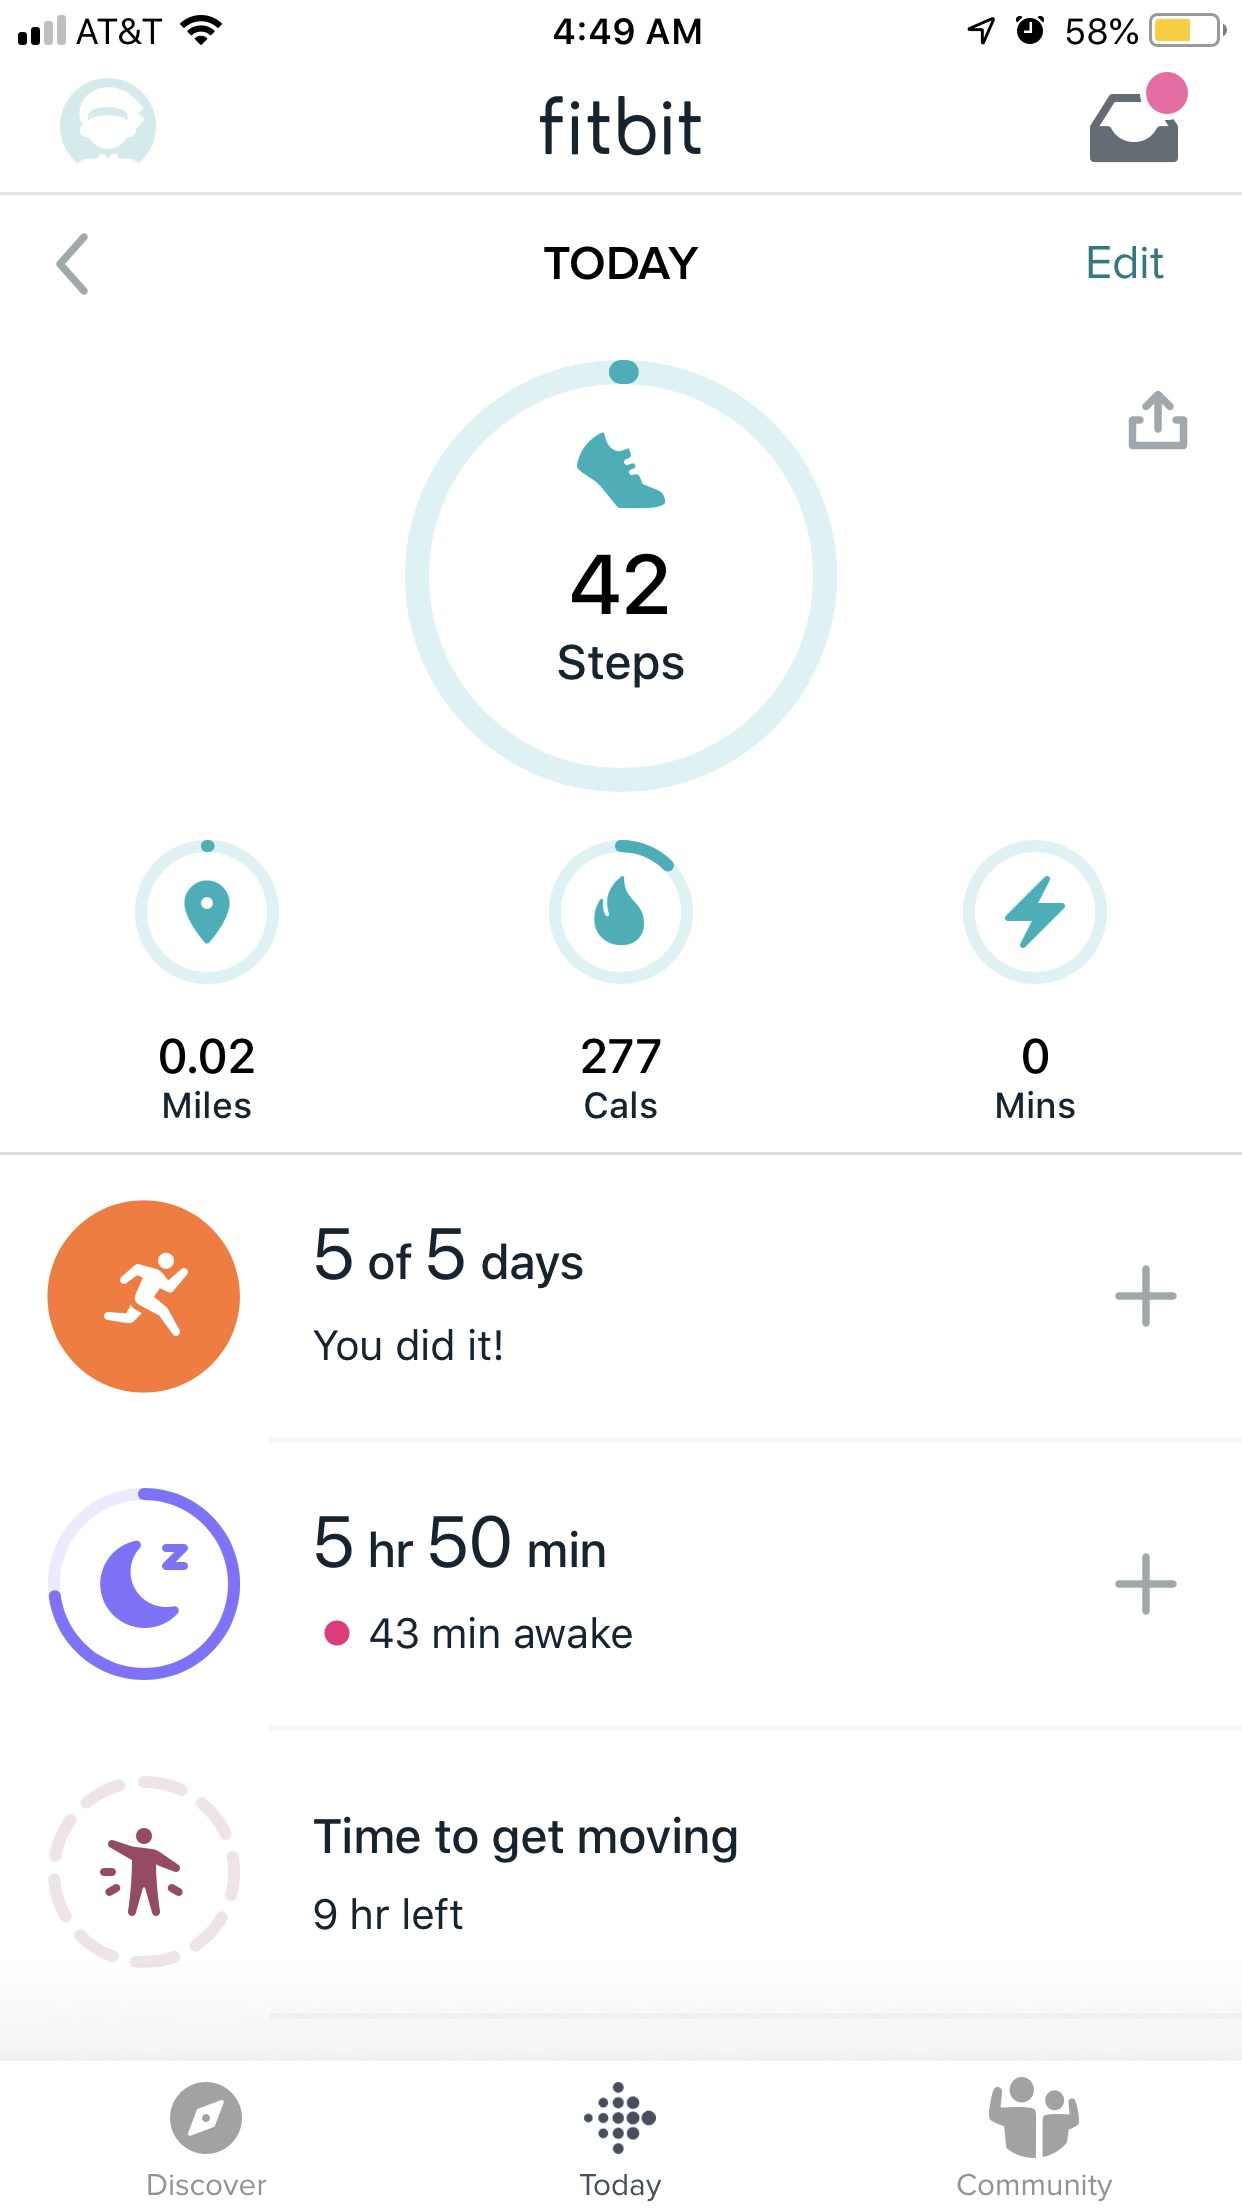 AT&T 4:49 AM 58%
fitbit
TODAY Edit
42
Steps
0.02 277 0
Miles Cals Mins
5 of 5 days
You did it!
5 hr 50 min
43 min awake
Time to get moving
9 hr left
Discover Today Community